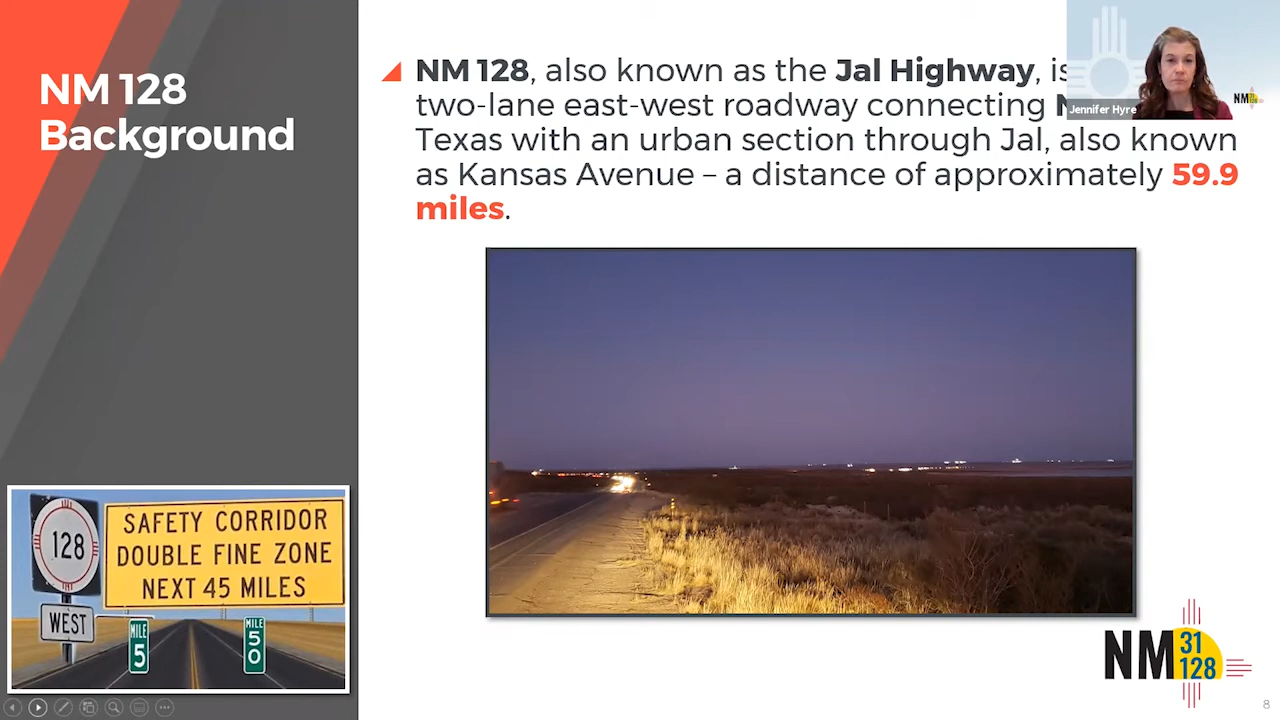 NM 128
Background
NM 128, also known as the Jal Highway, is
two-lane east-west roadway connecting
Texas with an urban section through Jal, also known
as Kansas Avenue – a distance of approximately 59.9
miles.
Jennifer Hyre
128
WEST
SAFETY CORRIDOR
DOUBLE FINE ZONE
NEXT 45 MILES
MILE
5
MILE
5
0
NM
31
128
8